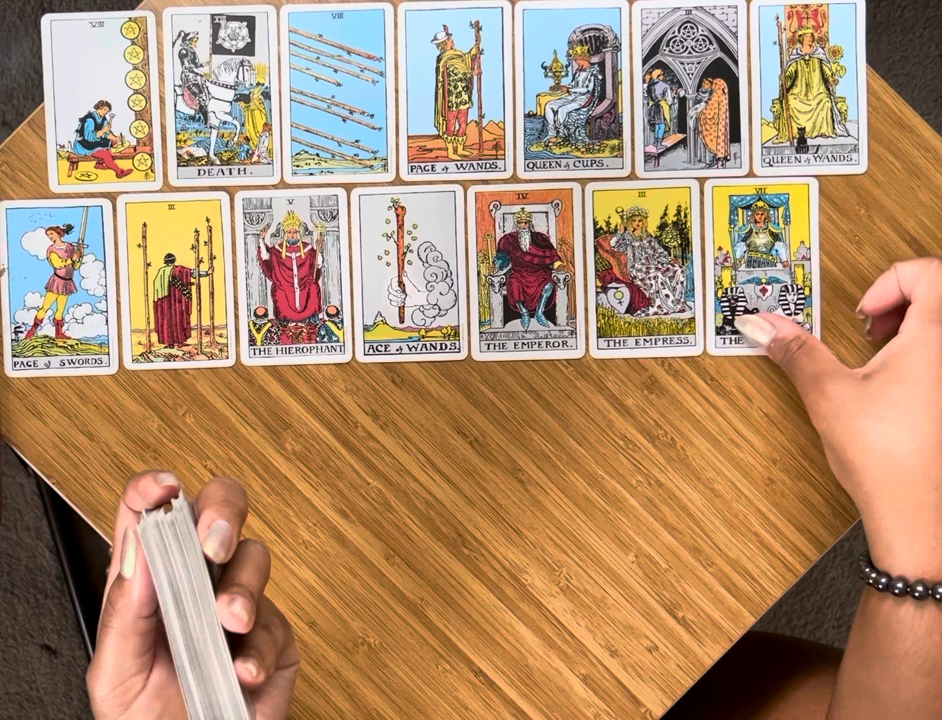 VIII
XIII
DEATH.
VIII
PAGE of WANDS.
QUEEN of CUPS.
III
QUEEN of WANDS.
PAGE of SWORDS.
III
V
THE HIEROPHANT
ACE of WANDS.
IV
THE EMPEROR.
III
THE EMPRESS.
VII
THE